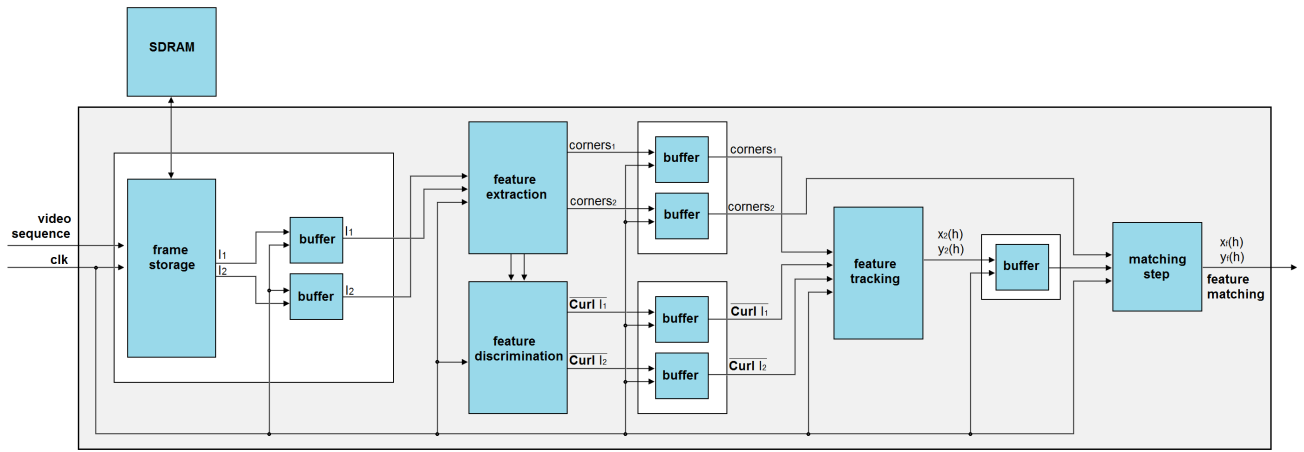 SDRAM
video
sequence
clk
frame
storage
I₁
I₂
buffer
I₁
buffer
I₂
feature
extraction
corners₁
corners₂
buffer
corners₁
buffer
corners₂
feature
discrimination
Curl I₁
Curl I₂
buffer
Curl I₁
buffer
Curl I₂
feature
tracking
x₂(h)
y₂(h)
buffer
matching
step
xf(h)
yf(h)
feature
matching